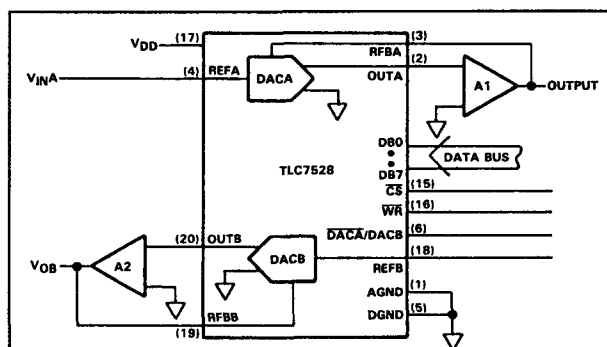 VDD (17)
VINA (4) REFA DACA
(3) RFBA
(2) OUTA
A1 OUTPUT
DB0
DB7
DATA BUS
TLC7528
(15) CS
(16) WR
(6) DACA/DACB
(18) REFB
(20) OUTB DACB
VOB A2
(19) RFBB
(1) AGND
(5) DGND